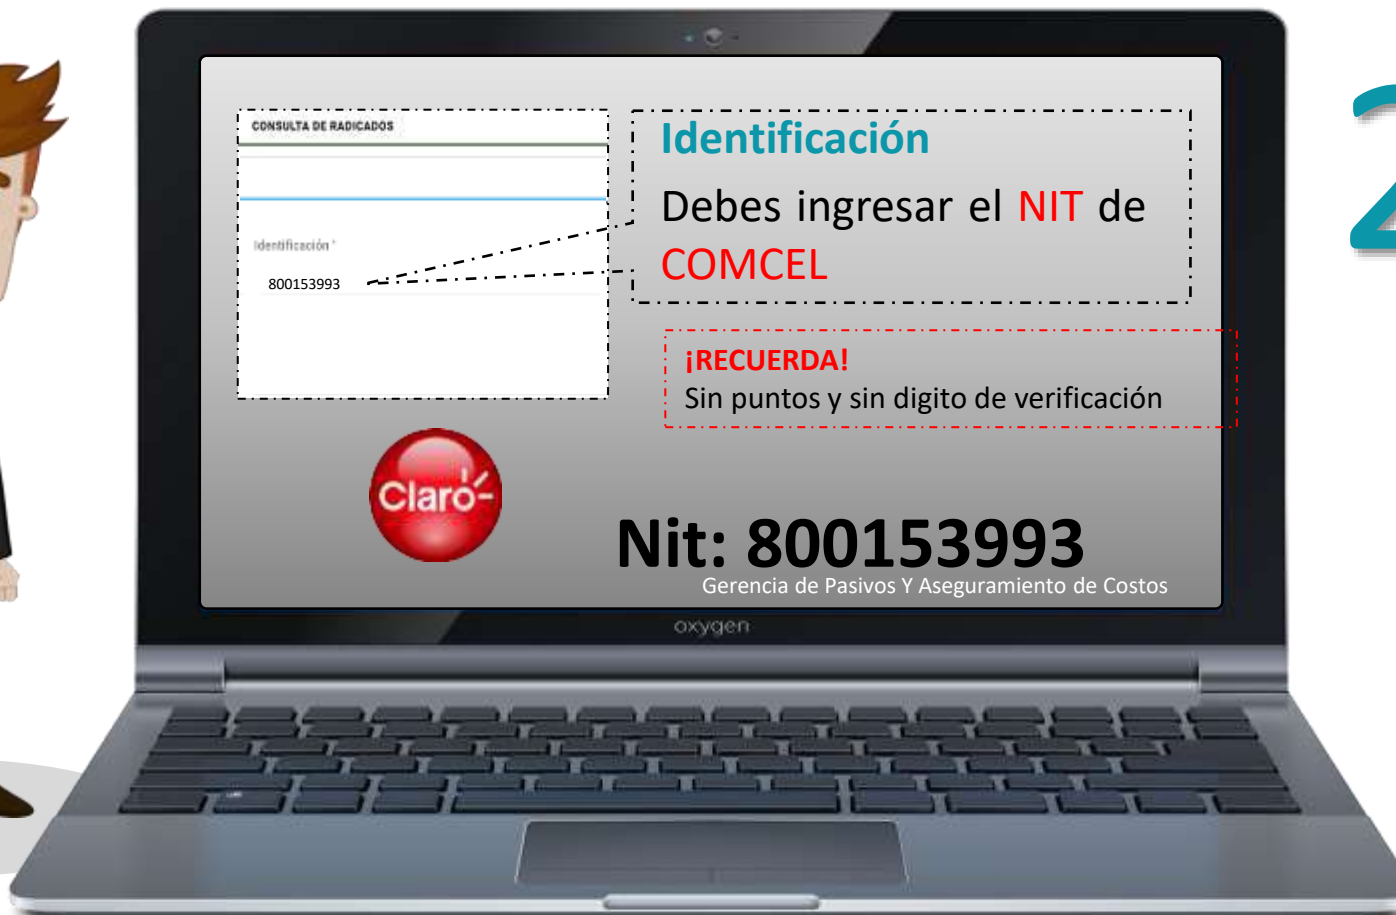 CONSULTA DE RADICADOS
Identificación *
800153993
Identificación
Debes ingresar el NIT de
COMCEL
¡RECUERDA!
Sin puntos y sin digito de verificación
Claro
Nit: 800153993
Gerencia de Pasivos Y Aseguramiento de Costos
oxygen
2